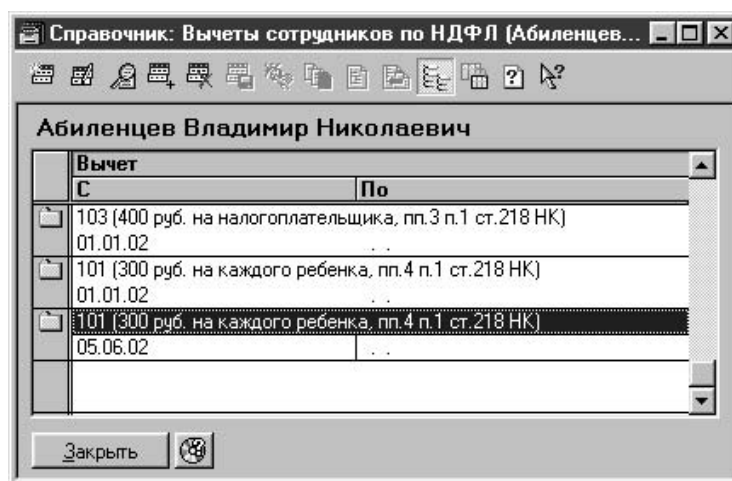 Справочник: Вычеты сотрудников по НДФЛ (Абиленцев...
Абиленцев Владимир Николаевич
Вычет
С По
103 (400 руб. на налогоплательщика, пп.3 п.1 ст.218 НК)
01.01.02 . .
101 (300 руб. на каждого ребенка, пп.4 п.1 ст.218 НК)
01.01.02 . .
101 (300 руб. на каждого ребенка, пп.4 п.1 ст.218 НК)
05.06.02 . .
Закрыть